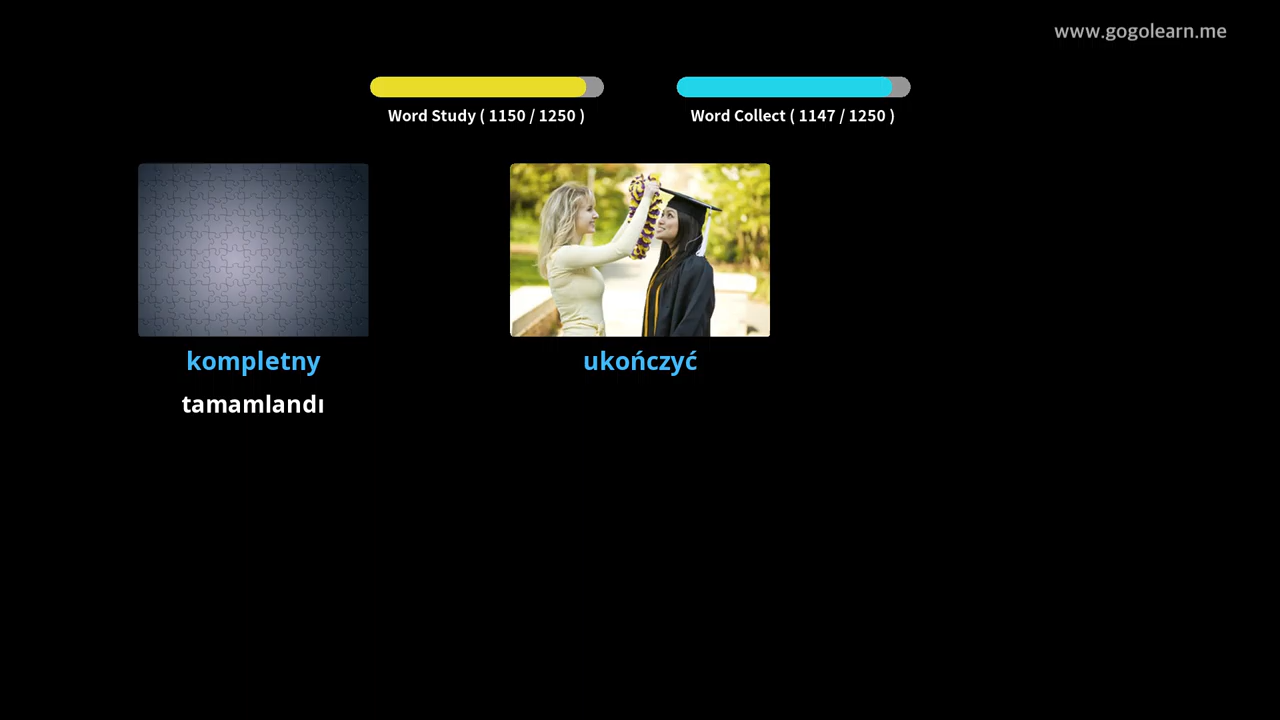 www.gogolearn.me
Word Study ( 1150 / 1250 )
Word Collect ( 1147 / 1250 )
kompletny
ukończyć
tamamlandı